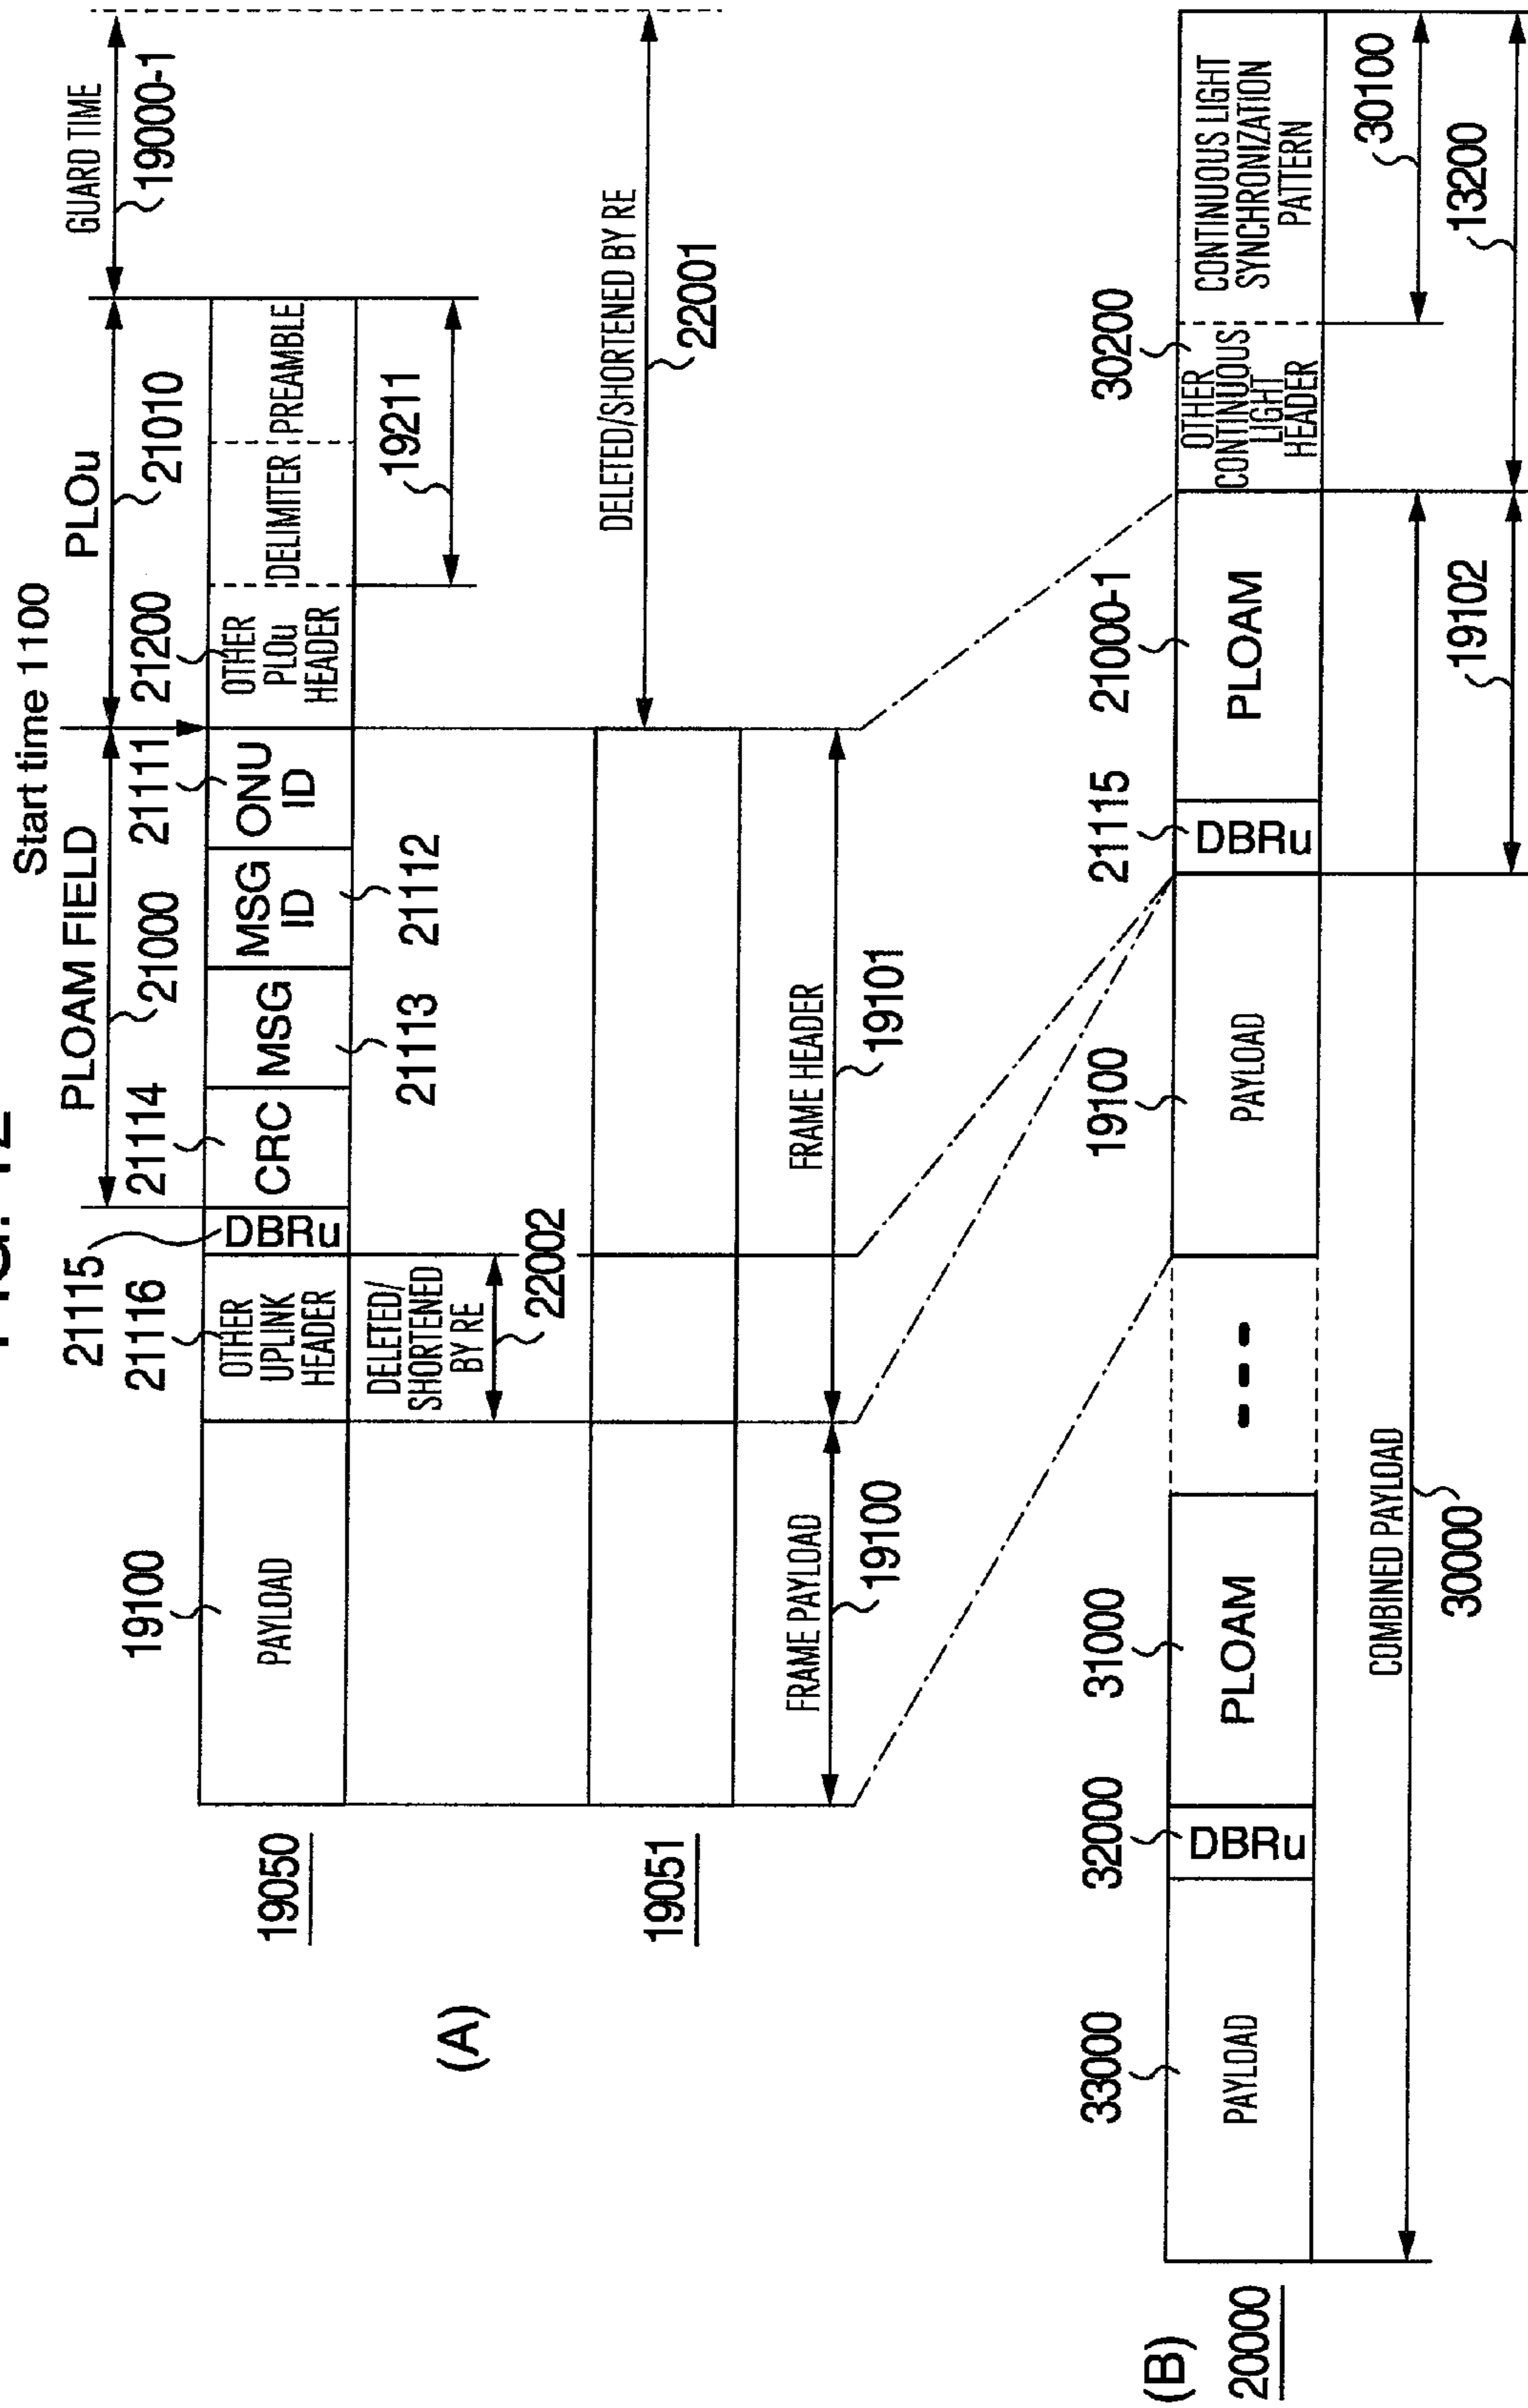 Start time 1100
PLOAM FIELD
PLOu
GUARD TIME
21115
21116
21114
21000
21111
21200
21010
19000-1
19100
PAYLOAD
OTHER
UPLINK
HEADER
DBRu
CRC
MSG
MSG
ID
ONU
ID
OTHER
PLOu
HEADER
DELIMITER
PREAMBLE
19050
DELETED/
SHORTENED
BY RE
22002
21113
21112
19211
(A)
DELETED/SHORTENED BY RE
22001
19051
FRAME PAYLOAD
19100
FRAME HEADER
19101
33000
32000
31000
19100
21115
21000-1
30200
(B)
20000
PAYLOAD
DBRu
PLOAM
PAYLOAD
DBRu
PLOAM
OTHER
CONTINUOUS
LIGHT
HEADER
CONTINUOUS LIGHT
SYNCHRONIZATION
PATTERN
COMBINED PAYLOAD
30000
30100
19102
13200